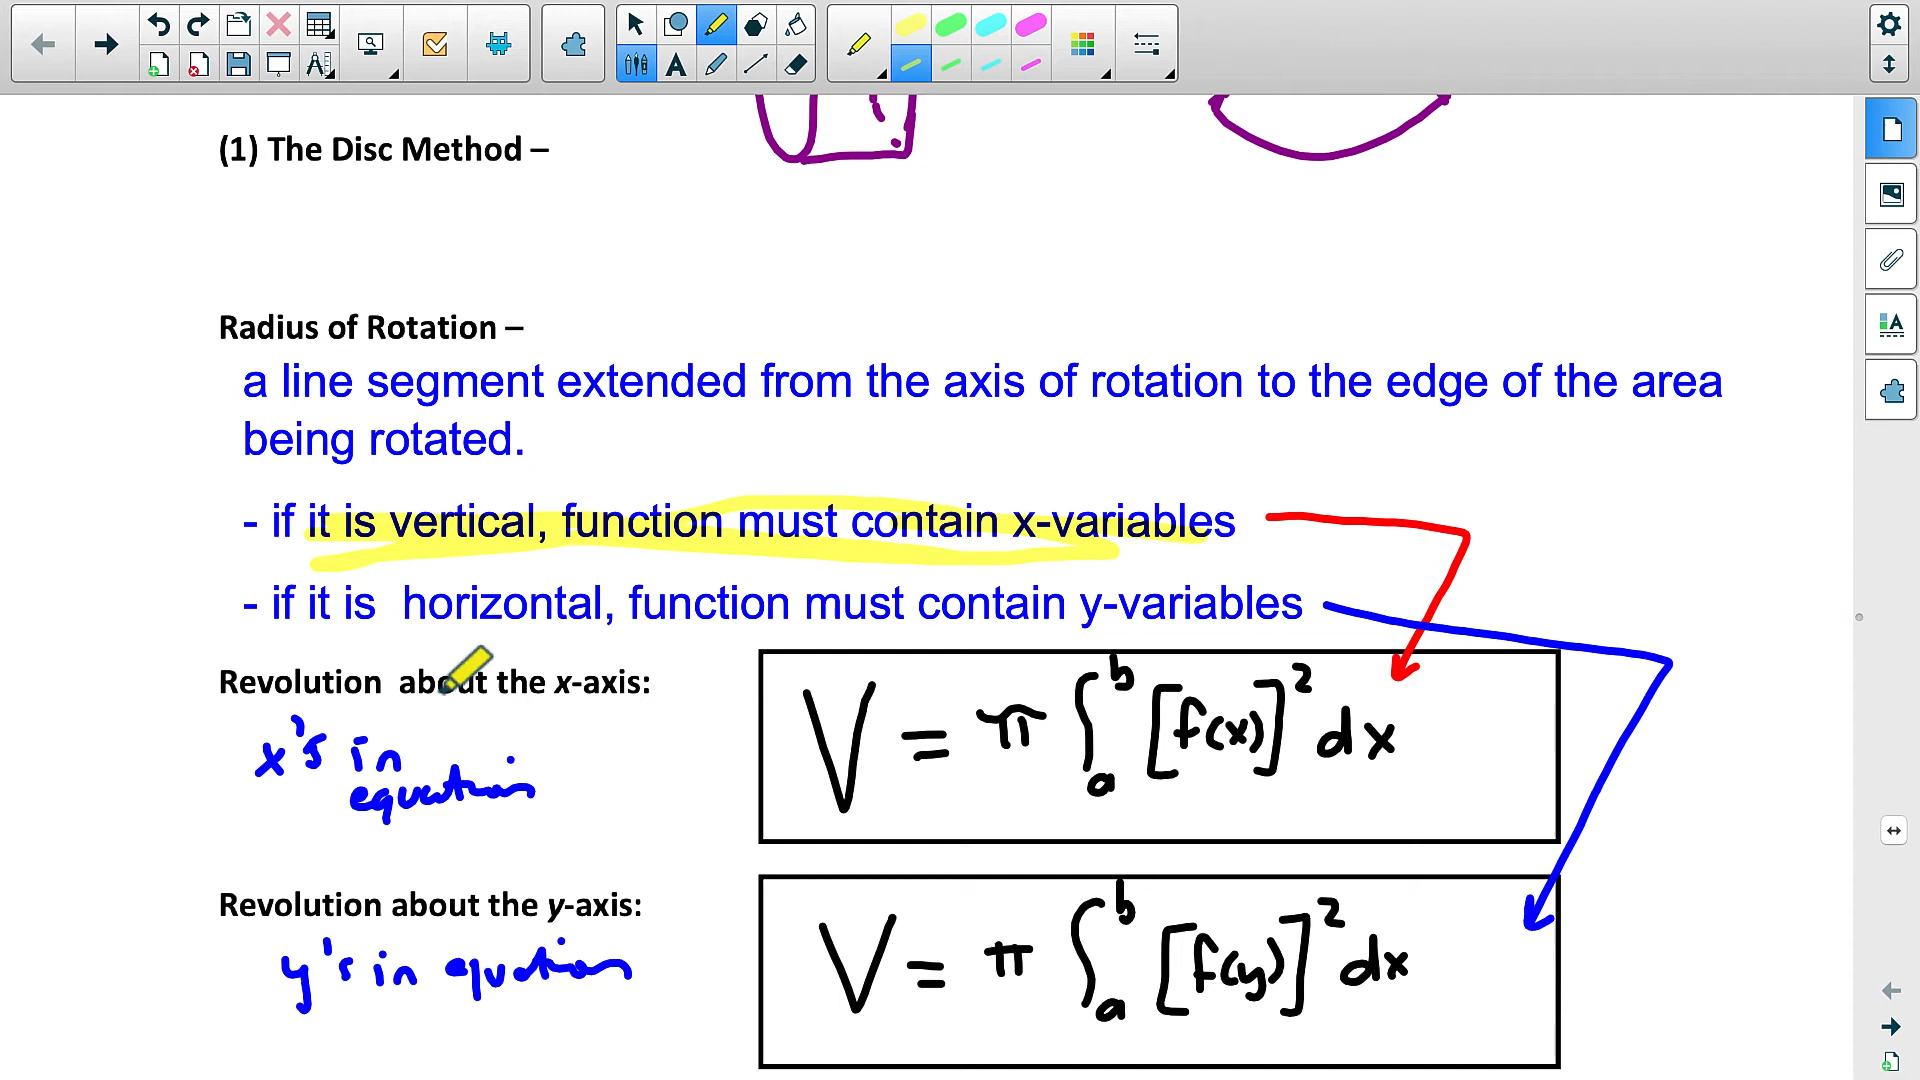 (1) The Disc Method –
Radius of Rotation –
a line segment extended from the axis of rotation to the edge of the area
being rotated.
- if it is vertical, function must contain x-variables
- if it is horizontal, function must contain y-variables
Revolution about the x-axis:
x's in
equation
V = π ∫_a^b [f(x)]² dx
Revolution about the y-axis:
y's in equation
V = π ∫_a^b [f(y)]² dx